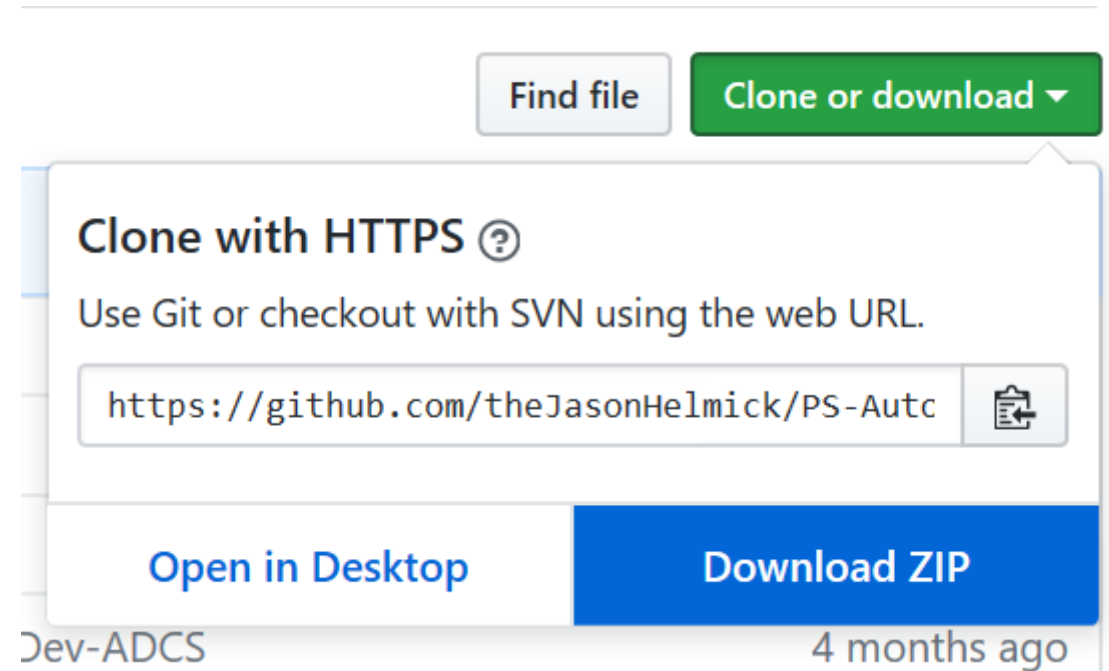 Find file
Clone or download
Clone with HTTPS
Use Git or checkout with SVN using the web URL.
https://github.com/theJasonHelmick/PS-Auto
Open in Desktop
Download ZIP
Dev-ADCS
4 months ago